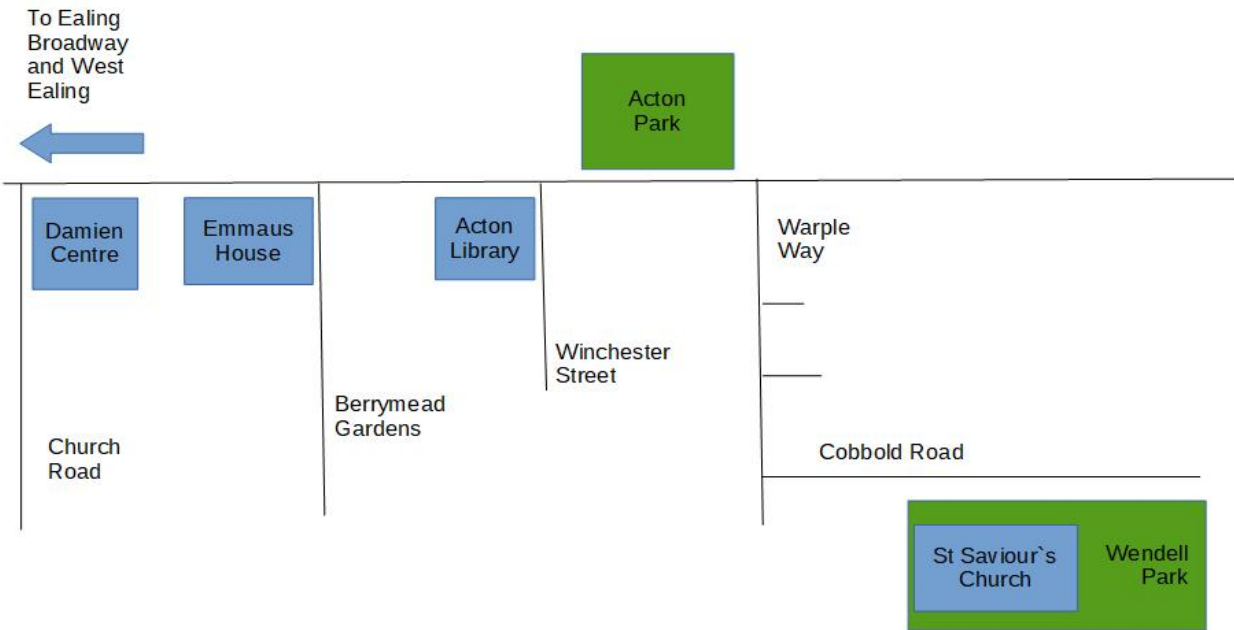 To Ealing
Broadway
and West
Ealing
Acton
Park
Damien
Centre
Emmaus
House
Acton
Library
Warple
Way
Winchester
Street
Berrymead
Gardens
Church
Road
Cobbold Road
St Saviour`s
Church
Wendell
Park